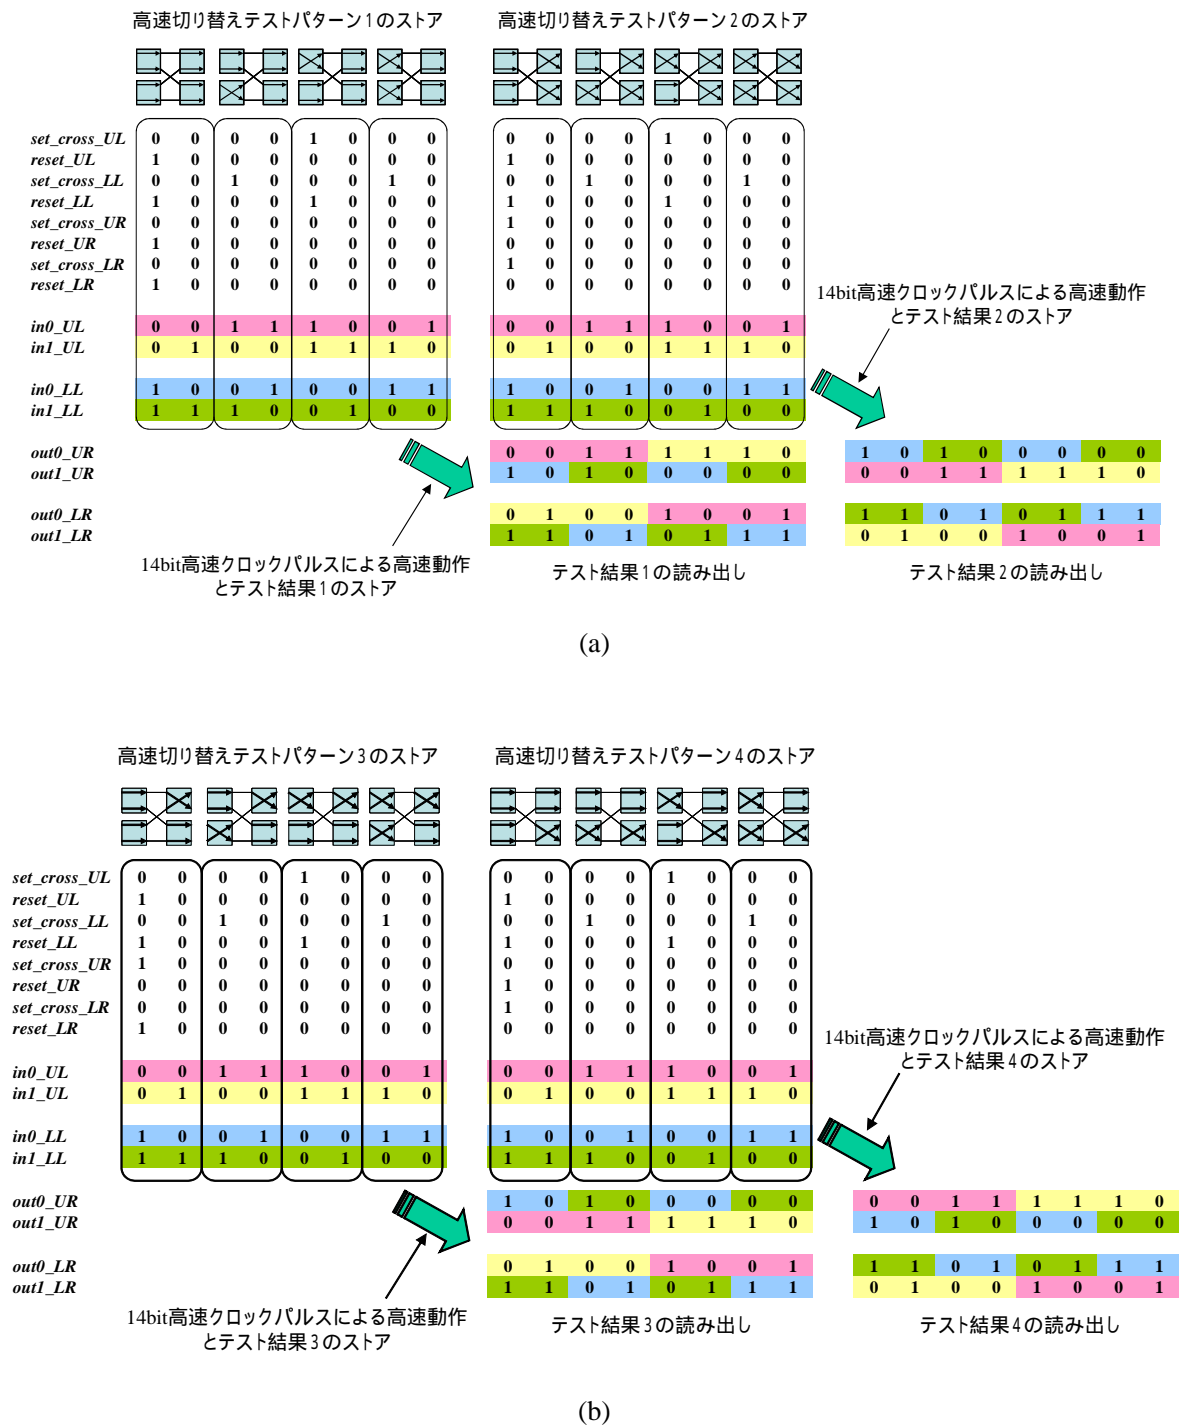 高速切り替えテストパターン1のストア 高速切り替えテストパターン2のストア
set_cross_UL 0 0 0 0 1 0 0 0 0 0 0 0 1 0 0 0
reset_UL 1 0 0 0 0 0 0 0 1 0 0 0 0 0 0 0
set_cross_LL 0 0 1 0 0 0 1 0 0 0 1 0 0 0 1 0
reset_LL 1 0 0 0 1 0 0 0 1 0 0 0 1 0 0 0
set_cross_UR 0 0 0 0 0 0 0 0 1 0 0 0 0 0 0 0
reset_UR 1 0 0 0 0 0 0 0 0 0 0 0 0 0 0 0
set_cross_LR 0 0 0 0 0 0 0 0 1 0 0 0 0 0 0 0
reset_LR 1 0 0 0 0 0 0 0 0 0 0 0 0 0 0 0
14bit高速クロックパルスによる高速動作
とテスト結果2のストア
in0_UL 0 0 1 1 1 0 0 1 0 0 1 1 1 0 0 1
in1_UL 0 1 0 0 1 1 1 0 0 1 0 0 1 1 1 0
in0_LL 1 0 0 1 0 0 1 1 1 0 0 1 0 0 1 1
in1_LL 1 1 1 0 0 1 0 0 1 1 1 0 0 1 0 0
out0_UR 0 0 1 1 1 1 1 0 1 0 1 0 0 0 0 0
out1_UR 1 0 1 0 0 0 0 0 0 0 1 1 1 1 1 0
out0_LR 0 1 0 0 1 0 0 1 1 1 0 1 0 1 1 1
out1_LR 1 1 0 1 0 1 1 1 0 1 0 0 1 0 0 1
14bit高速クロックパルスによる高速動作
とテスト結果1のストア
テスト結果1の読み出し テスト結果2の読み出し
(a)
高速切り替えテストパターン3のストア 高速切り替えテストパターン4のストア
set_cross_UL 0 0 0 0 1 0 0 0 0 0 0 0 1 0 0 0
reset_UL 1 0 0 0 0 0 0 0 1 0 0 0 0 0 0 0
set_cross_LL 0 0 1 0 0 0 1 0 0 0 1 0 0 0 1 0
reset_LL 1 0 0 0 1 0 0 0 1 0 0 0 1 0 0 0
set_cross_UR 1 0 0 0 0 0 0 0 0 0 0 0 0 0 0 0
reset_UR 0 0 0 0 0 0 0 0 1 0 0 0 0 0 0 0
set_cross_LR 0 0 0 0 0 0 0 0 1 0 0 0 0 0 0 0
reset_LR 1 0 0 0 0 0 0 0 0 0 0 0 0 0 0 0
14bit高速クロックパルスによる高速動作
とテスト結果4のストア
in0_UL 0 0 1 1 1 0 0 1 0 0 1 1 1 0 0 1
in1_UL 0 1 0 0 1 1 1 0 0 1 0 0 1 1 1 0
in0_LL 1 0 0 1 0 0 1 1 1 0 0 1 0 0 1 1
in1_LL 1 1 1 0 0 1 0 0 1 1 1 0 0 1 0 0
out0_UR 1 0 1 0 0 0 0 0 0 0 1 1 1 1 1 0
out1_UR 0 0 1 1 1 1 1 0 1 0 1 0 0 0 0 0
out0_LR 0 1 0 0 1 0 0 1 1 1 0 1 0 1 1 1
out1_LR 1 1 0 1 0 1 1 1 0 1 0 0 1 0 0 1
14bit高速クロックパルスによる高速動作
とテスト結果3のストア
テスト結果3の読み出し テスト結果4の読み出し
(b)